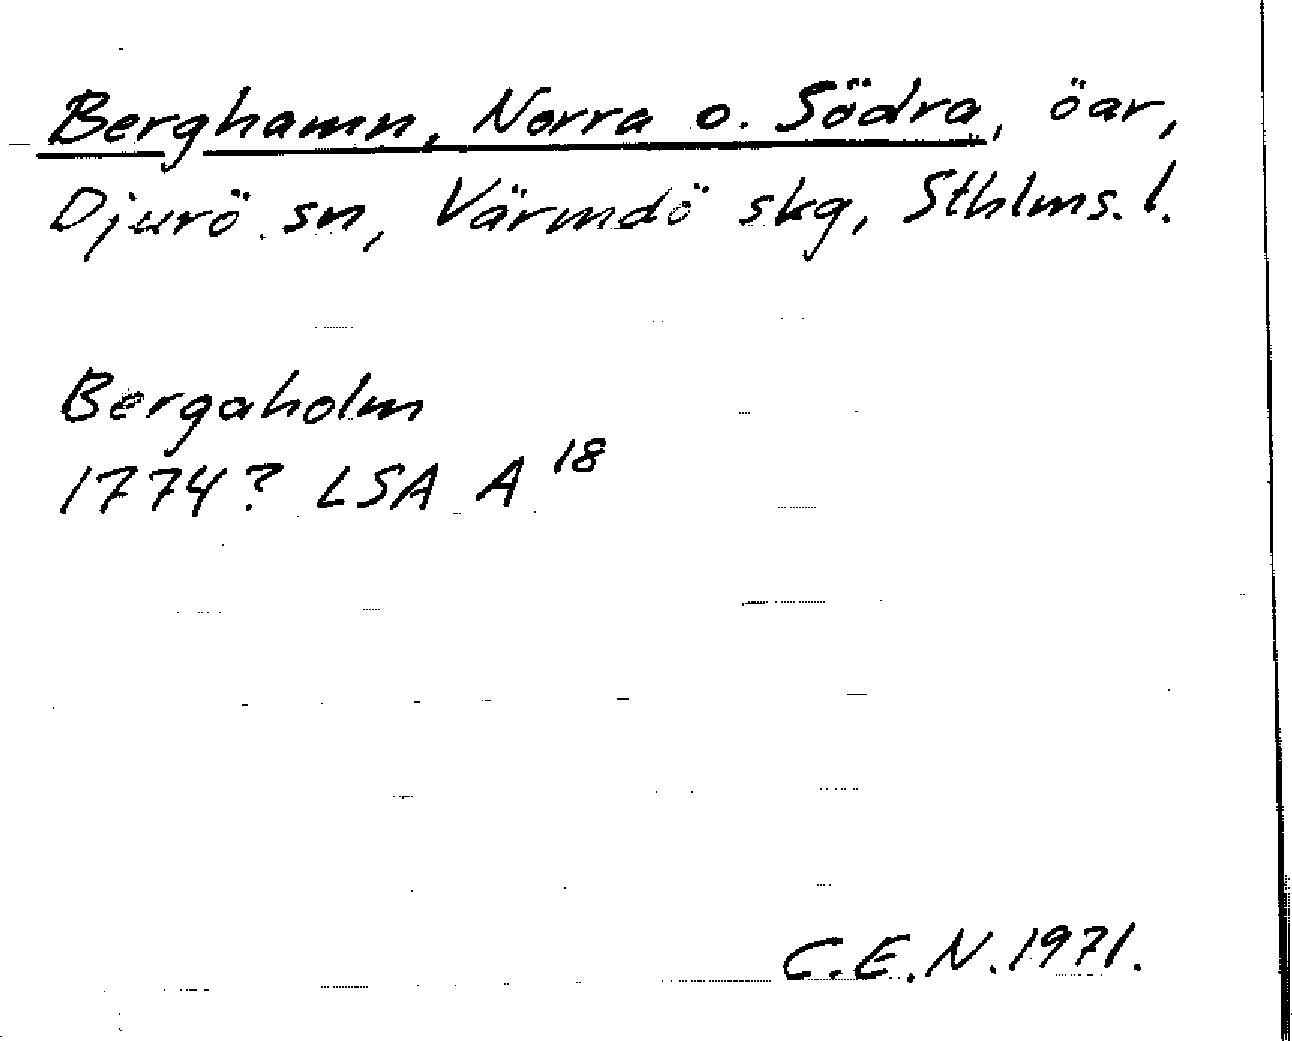 Berghamn, Norra o. Södra, öar,
Djurö sn, Värmdö skg, Sthlms. l.
Bergaholm
1774? LSA A 18
C.E.N. 1971.